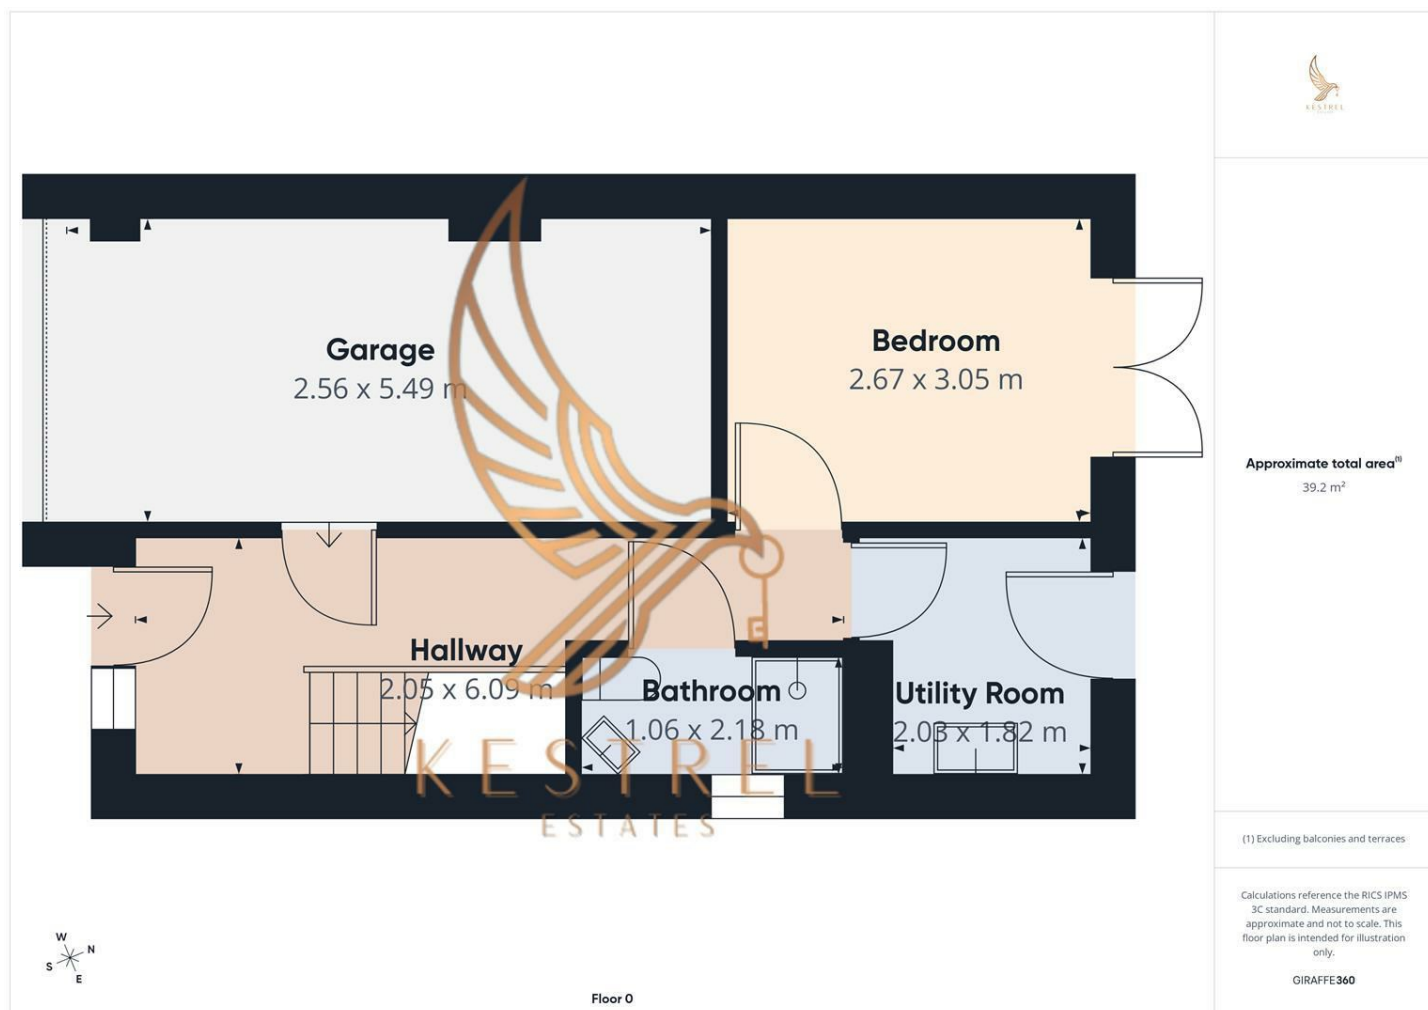 KESTREL
Garage
2.56 x 5.49 m
Bedroom
2.67 x 3.05 m
Approximate total area(1)
39.2 m²
Hallway
2.05 x 6.09 m
Bathroom
1.06 x 2.18 m
Utility Room
2.03 x 1.82 m
KESTREL
ESTATES
(1) Excluding balconies and terraces
Calculations reference the RICS IPMS
3C standard. Measurements are
approximate and not to scale. This
floor plan is intended for illustration
only.
GIRAFFE360
W
N
S
E
Floor 0